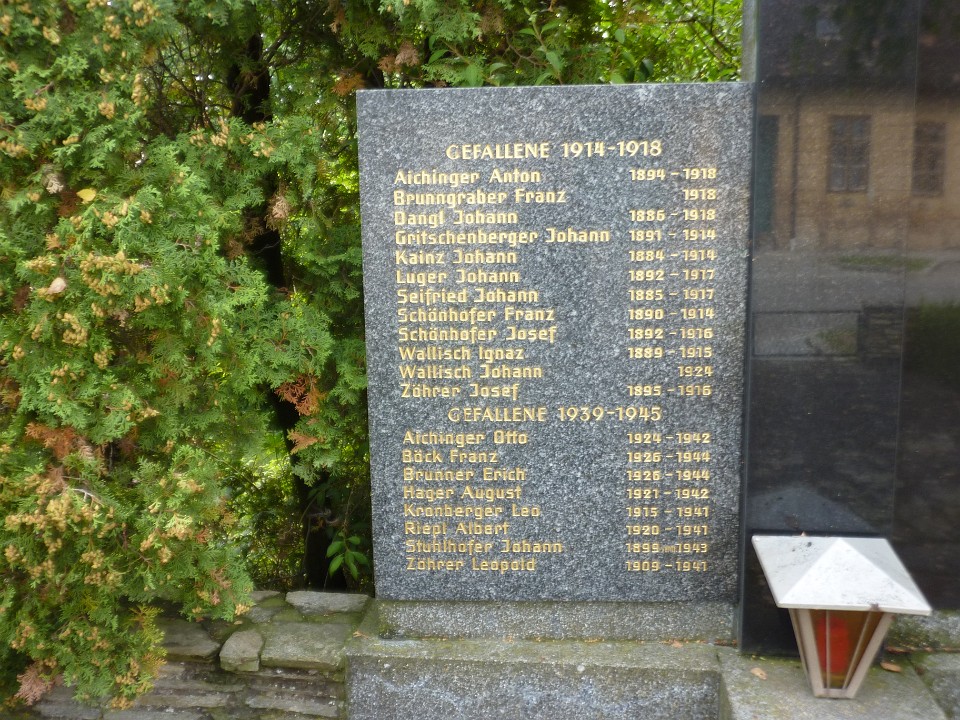 GEFALLENE 1914-1918
Aichinger Anton 1894 - 1918
Brunngraber Franz 1918
Dangl Johann 1886 - 1918
Gritschenberger Johann 1891 - 1914
Kainz Johann 1884 - 1914
Luger Johann 1892 - 1917
Seifried Johann 1885 - 1917
Schönhofer Franz 1890 - 1914
Schönhofer Josef 1892 - 1916
Wallisch Ignaz 1889 - 1915
Wallisch Johann 1924
Zöhrer Josef 1895 - 1916
GEFALLENE 1939-1945
Aichinger Otto 1924 - 1942
Böck Franz 1926 - 1944
Brunner Erich 1926 - 1944
Hager August 1921 - 1942
Kronberger Leo 1915 - 1941
Riepl Albert 1920 - 1941
Stuhlhofer Johann 1899 1943
Zöhrer Leopold 1909 - 1941